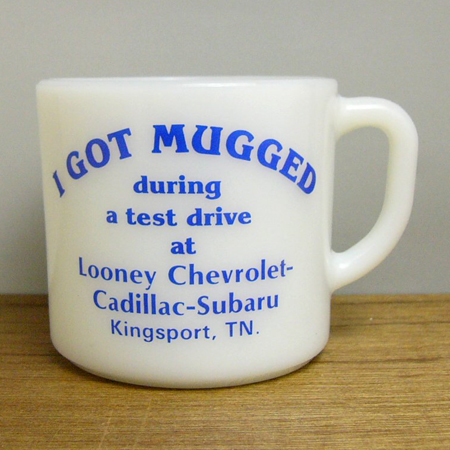 I GOT MUGGED
during
a test drive
at
Looney Chevrolet-
Cadillac-Subaru
Kingsport, TN.